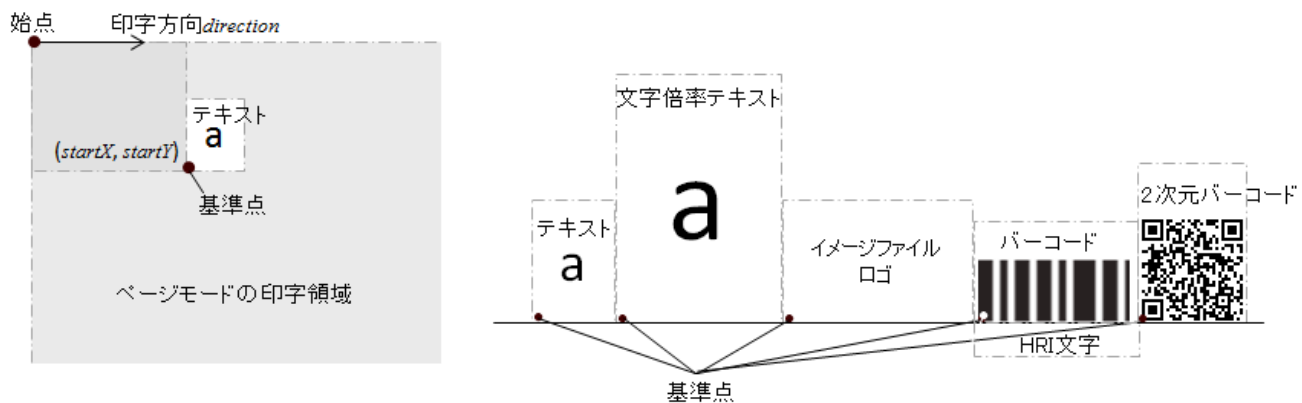 始点
印字方向direction
テキスト
a
(startX, startY)
基準点
ページモードの印字領域
文字倍率テキスト
a
テキスト
a
イメージファイル
ロゴ
バーコード
2次元バーコード
HRI文字
基準点